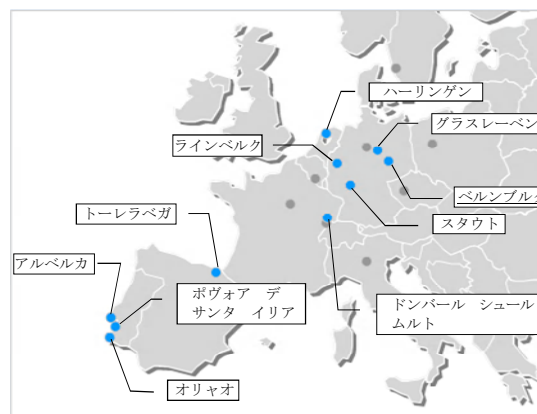 ハーリンゲン
グラスレーベン
ラインベルク
ベルンブルク
スタウト
トーレラベガ
アルベルカ
ポヴォア　デ
サンタ　イリア
ドンバール　シュール
ムルト
オリャオ